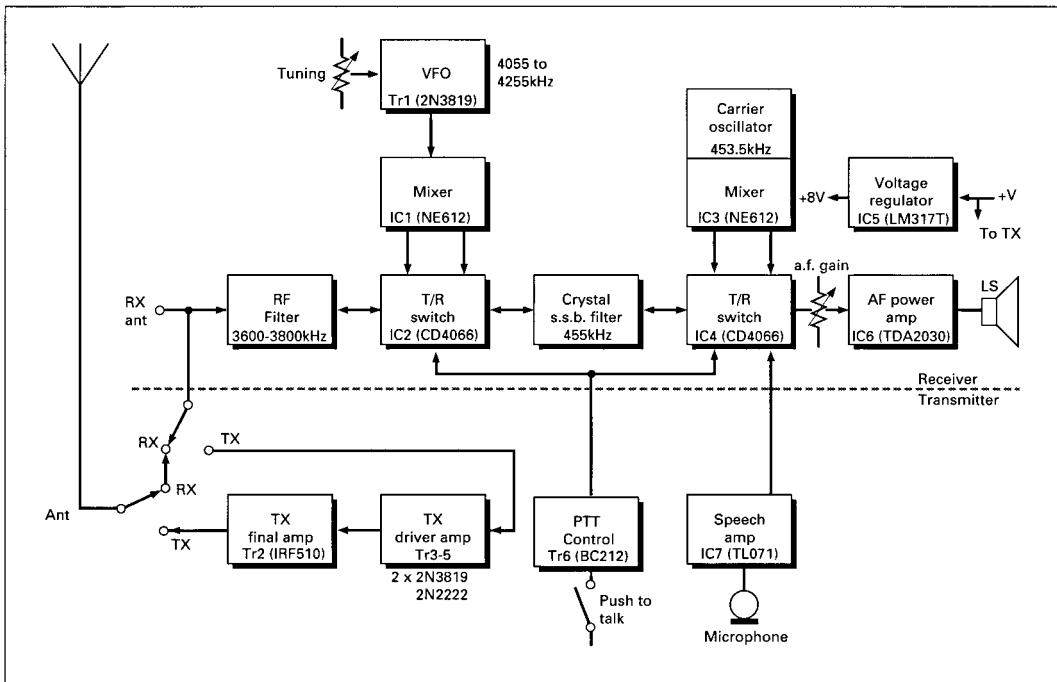 Tuning
VFO
Tr1 (2N3819)
4055 to
4255kHz
Carrier
oscillator
453.5kHz
Mixer
IC1 (NE612)
Mixer
IC3 (NE612)
+8V
Voltage
regulator
IC5 (LM317T)
+V
To TX
RX
ant
RF
Filter
3600-3800kHz
T/R
switch
IC2 (CD4066)
Crystal
s.s.b. filter
455kHz
T/R
switch
IC4 (CD4066)
a.f. gain
AF power
amp
IC6 (TDA2030)
LS
Receiver
Transmitter
RX
TX
RX
Ant
TX
TX
final amp
Tr2 (IRF510)
TX
driver amp
Tr3-5
2 x 2N3819
2N2222
PTT
Control
Tr6 (BC212)
Push to
talk
Speech
amp
IC7 (TL071)
Microphone